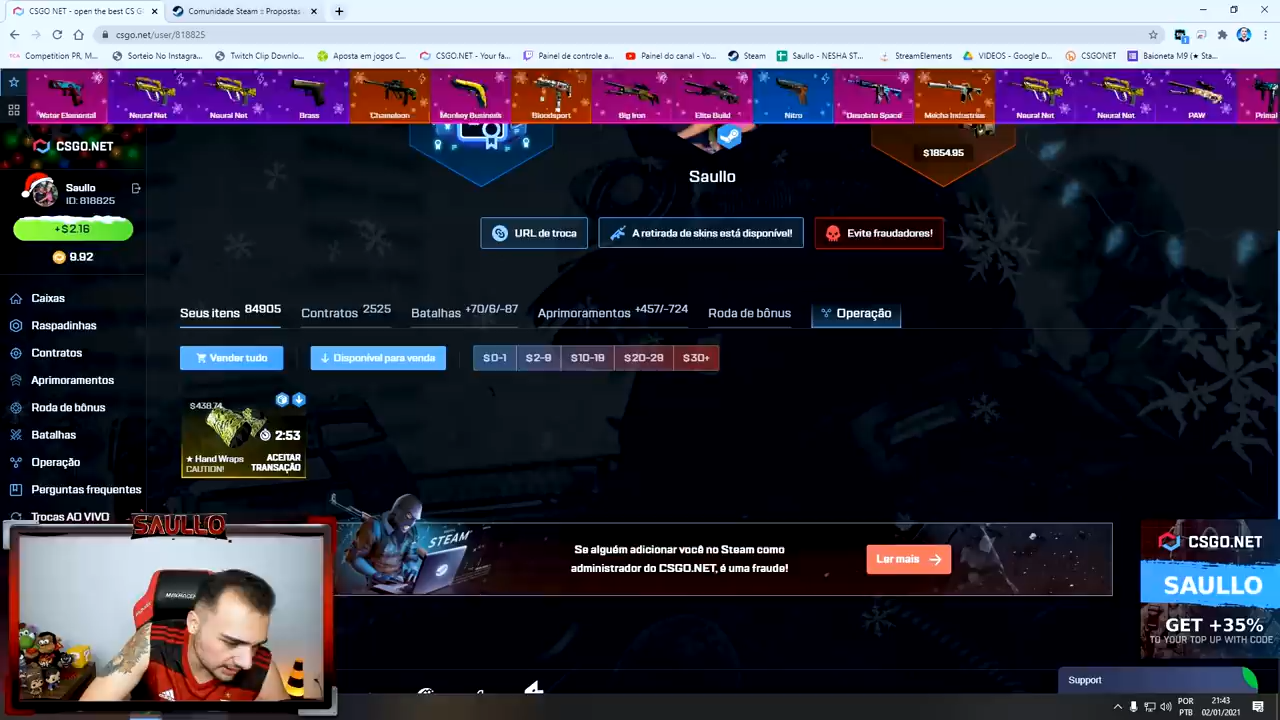 CSGO NET - open the best CS G
Comunidade Steam :: Propostas
csgo.net/user/818825
Competition PR, M...
Sorteio No Instagra...
Twitch Clip Downlo...
Aposta em jogos C...
CSGO.NET - Your fa...
Painel de controle a...
Painel do canal - Yo...
Steam
Saullo - NESHA ST...
StreamElements
VIDEOS - Google D...
CSGONET
Baioneta M9 (★ Sta...
Water Elemental
Neural Net
Neural Net
Brass
Chameleon
Monkey Business
Bloodsport
Big Iron
Elite Build
Nitro
Desolate Space
Mecha Industries
Neural Net
Neural Net
PAW
Primal
CSGO.NET
$1854.95
Saullo
Saullo
ID: 818825
+$2.16
9.92
URL de troca
A retirada de skins está disponível!
Evite fraudadores!
Caixas
Raspadinhas
Contratos
Aprimoramentos
Roda de bônus
Batalhas
Operação
Perguntas frequentes
Trocas AO VIVO
Seus itens 84905
Contratos 2525
Batalhas +70/6/-87
Aprimoramentos +457/-724
Roda de bônus
Operação
Vender tudo
Disponível para venda
$0-1
$2-9
$10-19
$20-29
$30+
$438.74
2:53
★ Hand Wraps
CAUTION!
ACEITAR
TRANSAÇÃO
SAULLO
STEAM
Se alguém adicionar você no Steam como
administrador do CSGO.NET, é uma fraude!
Ler mais
CSGO.NET
SAULLO
GET +35%
TO YOUR TOP UP WITH CODE
Support
POR
PTB
21:43
02/01/2021